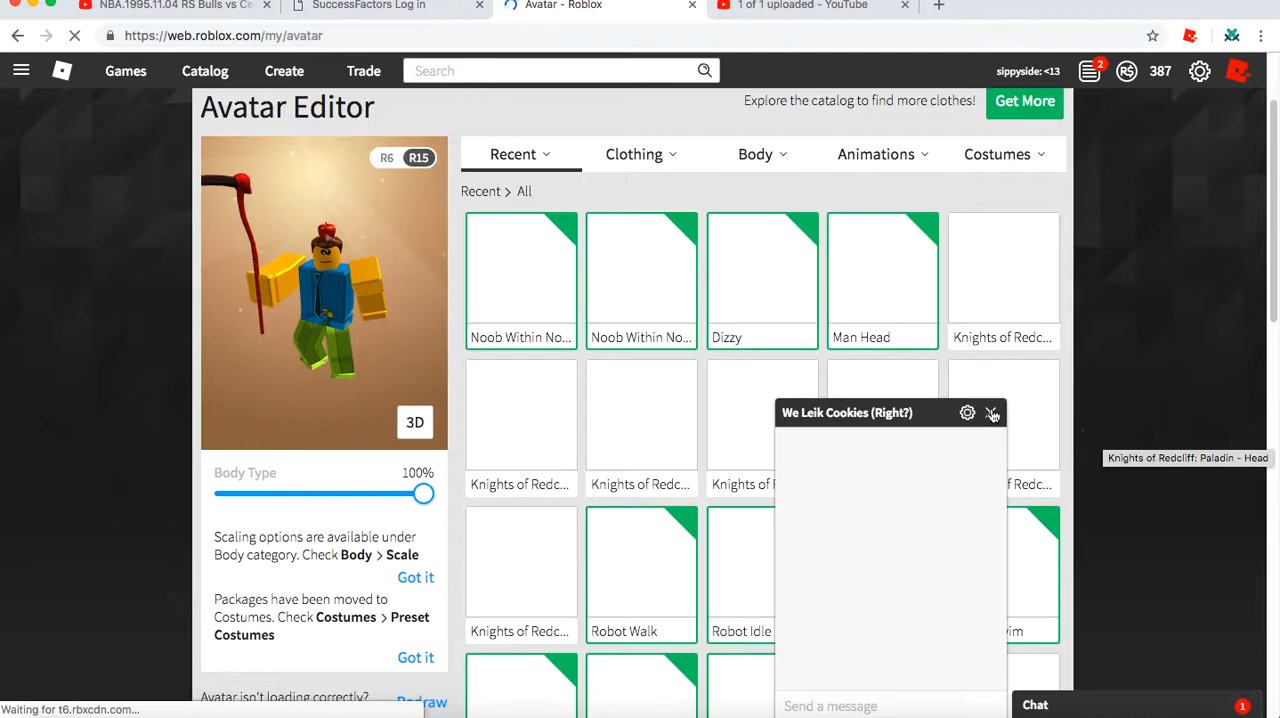 NBA.1995.11.04 RS Bulls vs Ce
SuccessFactors Log in
Avatar - Roblox
1 of 1 uploaded - YouTube
https://web.roblox.com/my/avatar
Games
Catalog
Create
Trade
Search
sippyside: <13
2
R$
387
Avatar Editor
Explore the catalog to find more clothes!
Get More
R6
R15
Recent
Clothing
Body
Animations
Costumes
Recent > All
Noob Within No...
Noob Within No...
Dizzy
Man Head
Knights of Redc...
3D
We Leik Cookies (Right?)
Knights of Redcliff: Paladin - Head
Body Type
100%
Knights of Redc...
Knights of Redc...
Knights of F
f Redc...
Scaling options are available under
Body category. Check Body > Scale
Got it
Packages have been moved to
Costumes. Check Costumes > Preset
Costumes
Got it
Knights of Redc...
Robot Walk
Robot Idle
im
Avatar isn't loading correctly?
Redraw
Waiting for t6.rbxcdn.com...
Send a message
Chat
1